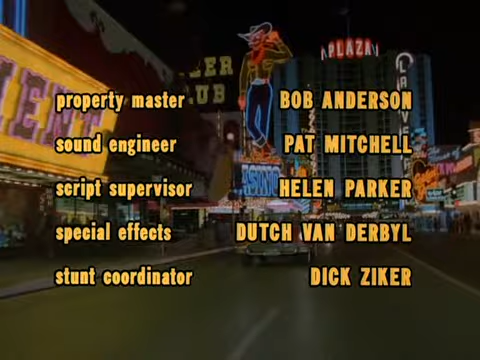 PLAZA
property master BOB ANDERSON
sound engineer PAT MITCHELL
script supervisor HELEN PARKER
special effects DUTCH VAN DERBYL
stunt coordinator DICK ZIKER